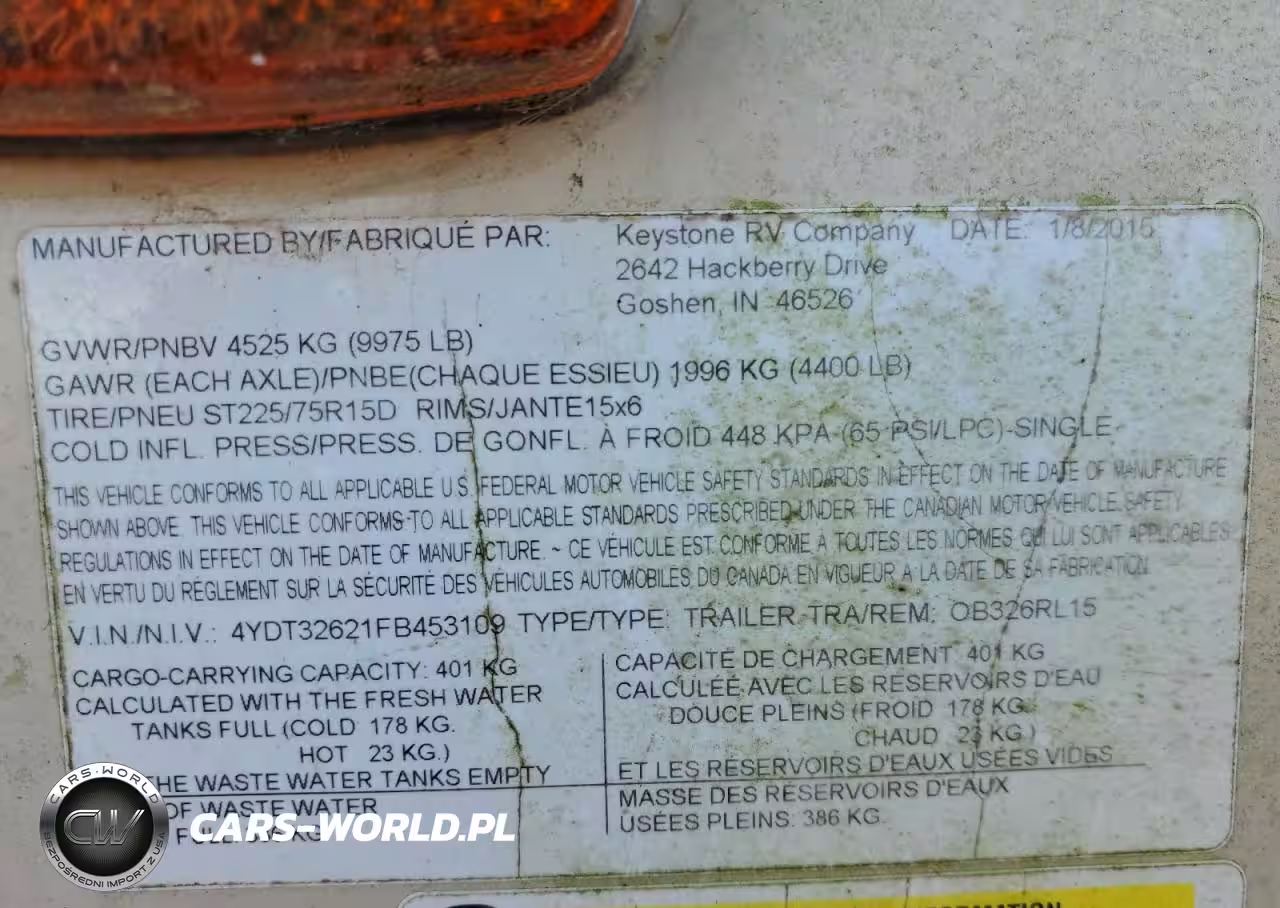 MANUFACTURED BY/FABRIQUÉ PAR: Keystone RV Company DATE: 1/8/2015
2642 Hackberry Drive
Goshen, IN 46526
GVWR/PNBV 4525 KG (9975 LB)
GAWR (EACH AXLE)/PNBE(CHAQUE ESSIEU) 1996 KG (4400 LB)
TIRE/PNEU ST225/75R15D RIMS/JANTE15x6
COLD INFL. PRESS/PRESS. DE GONFL. À FROID 448 KPA (65 PSI/LPC)-SINGLE
THIS VEHICLE CONFORMS TO ALL APPLICABLE U.S. FEDERAL MOTOR VEHICLE SAFETY STANDARDS IN EFFECT ON THE DATE OF MANUFACTURE
SHOWN ABOVE. THIS VEHICLE CONFORMS TO ALL APPLICABLE STANDARDS PRESCRIBED UNDER THE CANADIAN MOTOR VEHICLE SAFETY
REGULATIONS IN EFFECT ON THE DATE OF MANUFACTURE. ~ CE VÉHICULE EST CONFORME À TOUTES LES NORMES QUI LUI SONT APPLICABLES
EN VERTU DU RÉGLEMENT SUR LA SÉCURITÉ DES VÉHICULES AUTOMOBILES DU CANADA EN VIGUEUR A LA DATE DE SA FABRICATION.
V.I.N./N.I.V.: 4YDT32621FB453109 TYPE/TYPE: TRAILER TRA/REM: OB326RL15
CARGO-CARRYING CAPACITY: 401 KG
CALCULATED WITH THE FRESH WATER
TANKS FULL (COLD 178 KG.
HOT 23 KG.)
THE WASTE WATER TANKS EMPTY
OF WASTE WATER
CAPACITÉ DE CHARGEMENT 401 KG
CALCULÉE AVEC LES RÉSERVOIRS D'EAU
DOUCE PLEINS (FROID 178 KG.
CHAUD 23 KG.)
ET LES RÉSERVOIRS D'EAUX USÉES VIDES
MASSE DES RÉSERVOIRS D'EAUX
USÉES PLEINS: 386 KG.
CARS-WORLD
CW
BEZPOŚREDNI IMPORT Z USA
CARS-WORLD.PL